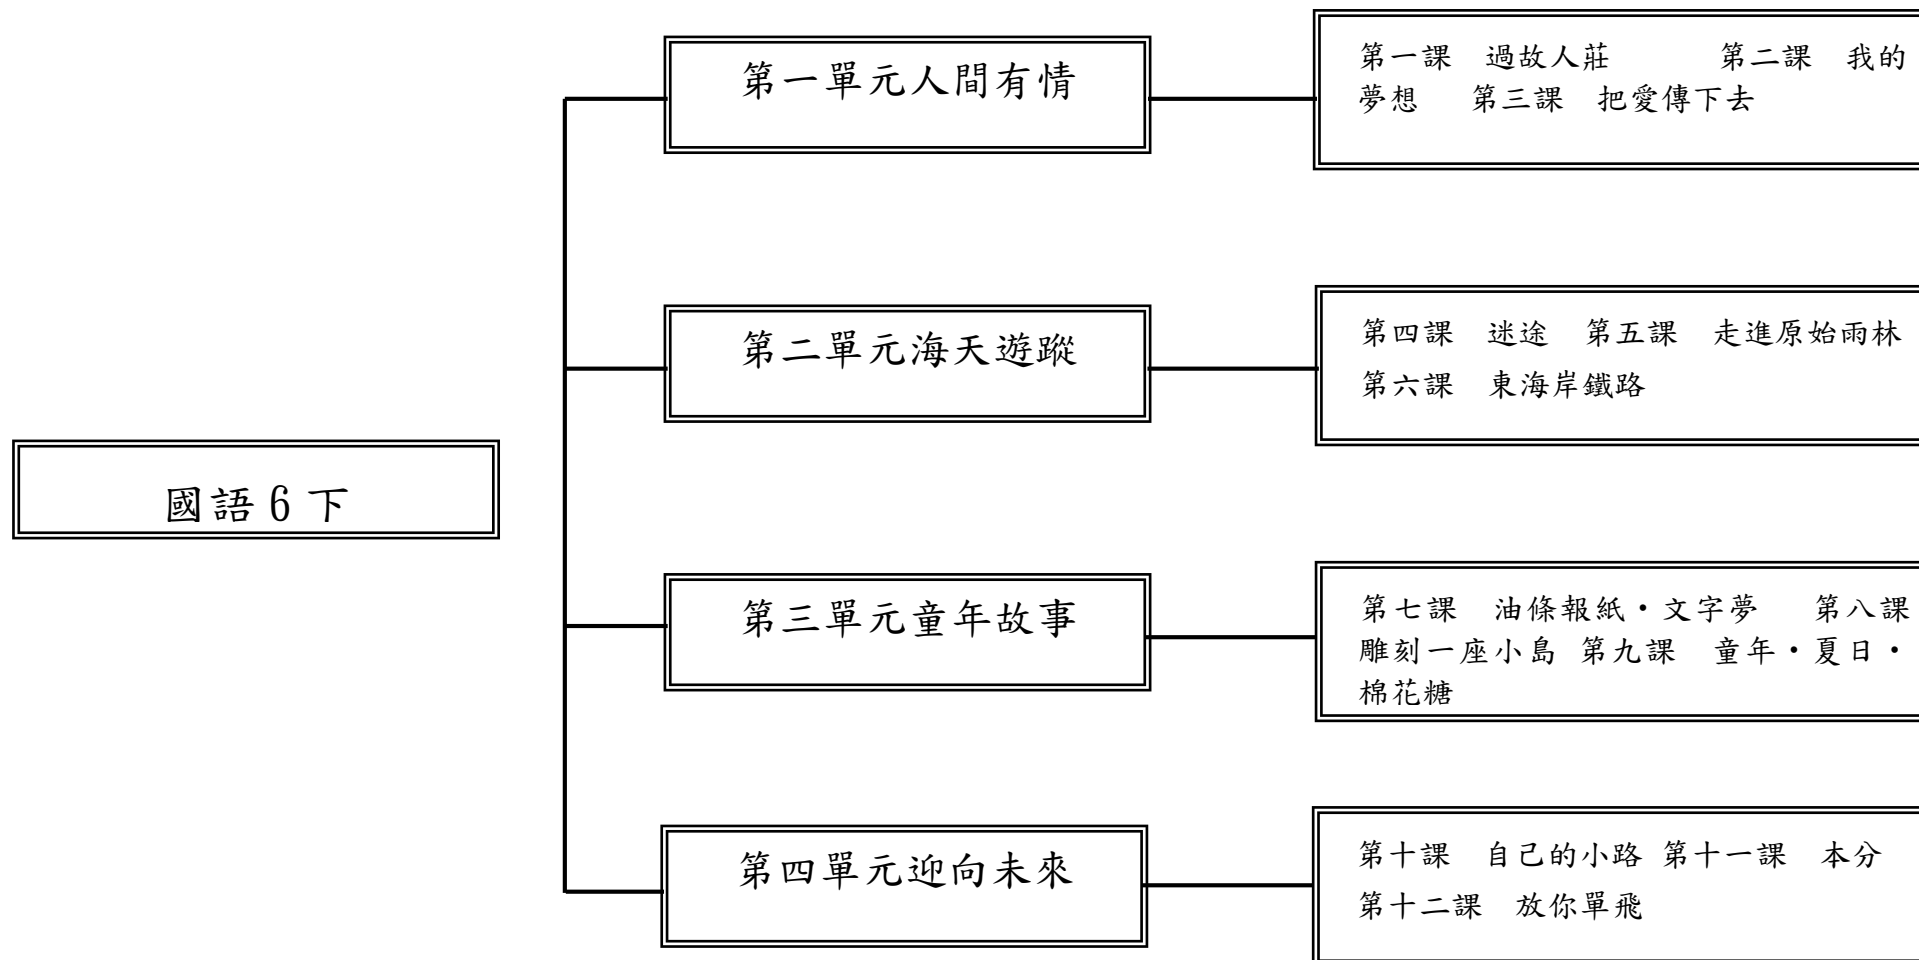 第一單元人間有情
第一課　過故人莊　　　第二課　我的
夢想　第三課　把愛傳下去
第二單元海天遊蹤
第四課　迷途　第五課　走進原始雨林
第六課　東海岸鐵路
國語 6 下
第三單元童年故事
第七課　油條報紙・文字夢　第八課
雕刻一座小島 第九課　童年・夏日・
棉花糖
第四單元迎向未來
第十課　自己的小路 第十一課　本分
第十二課　放你單飛